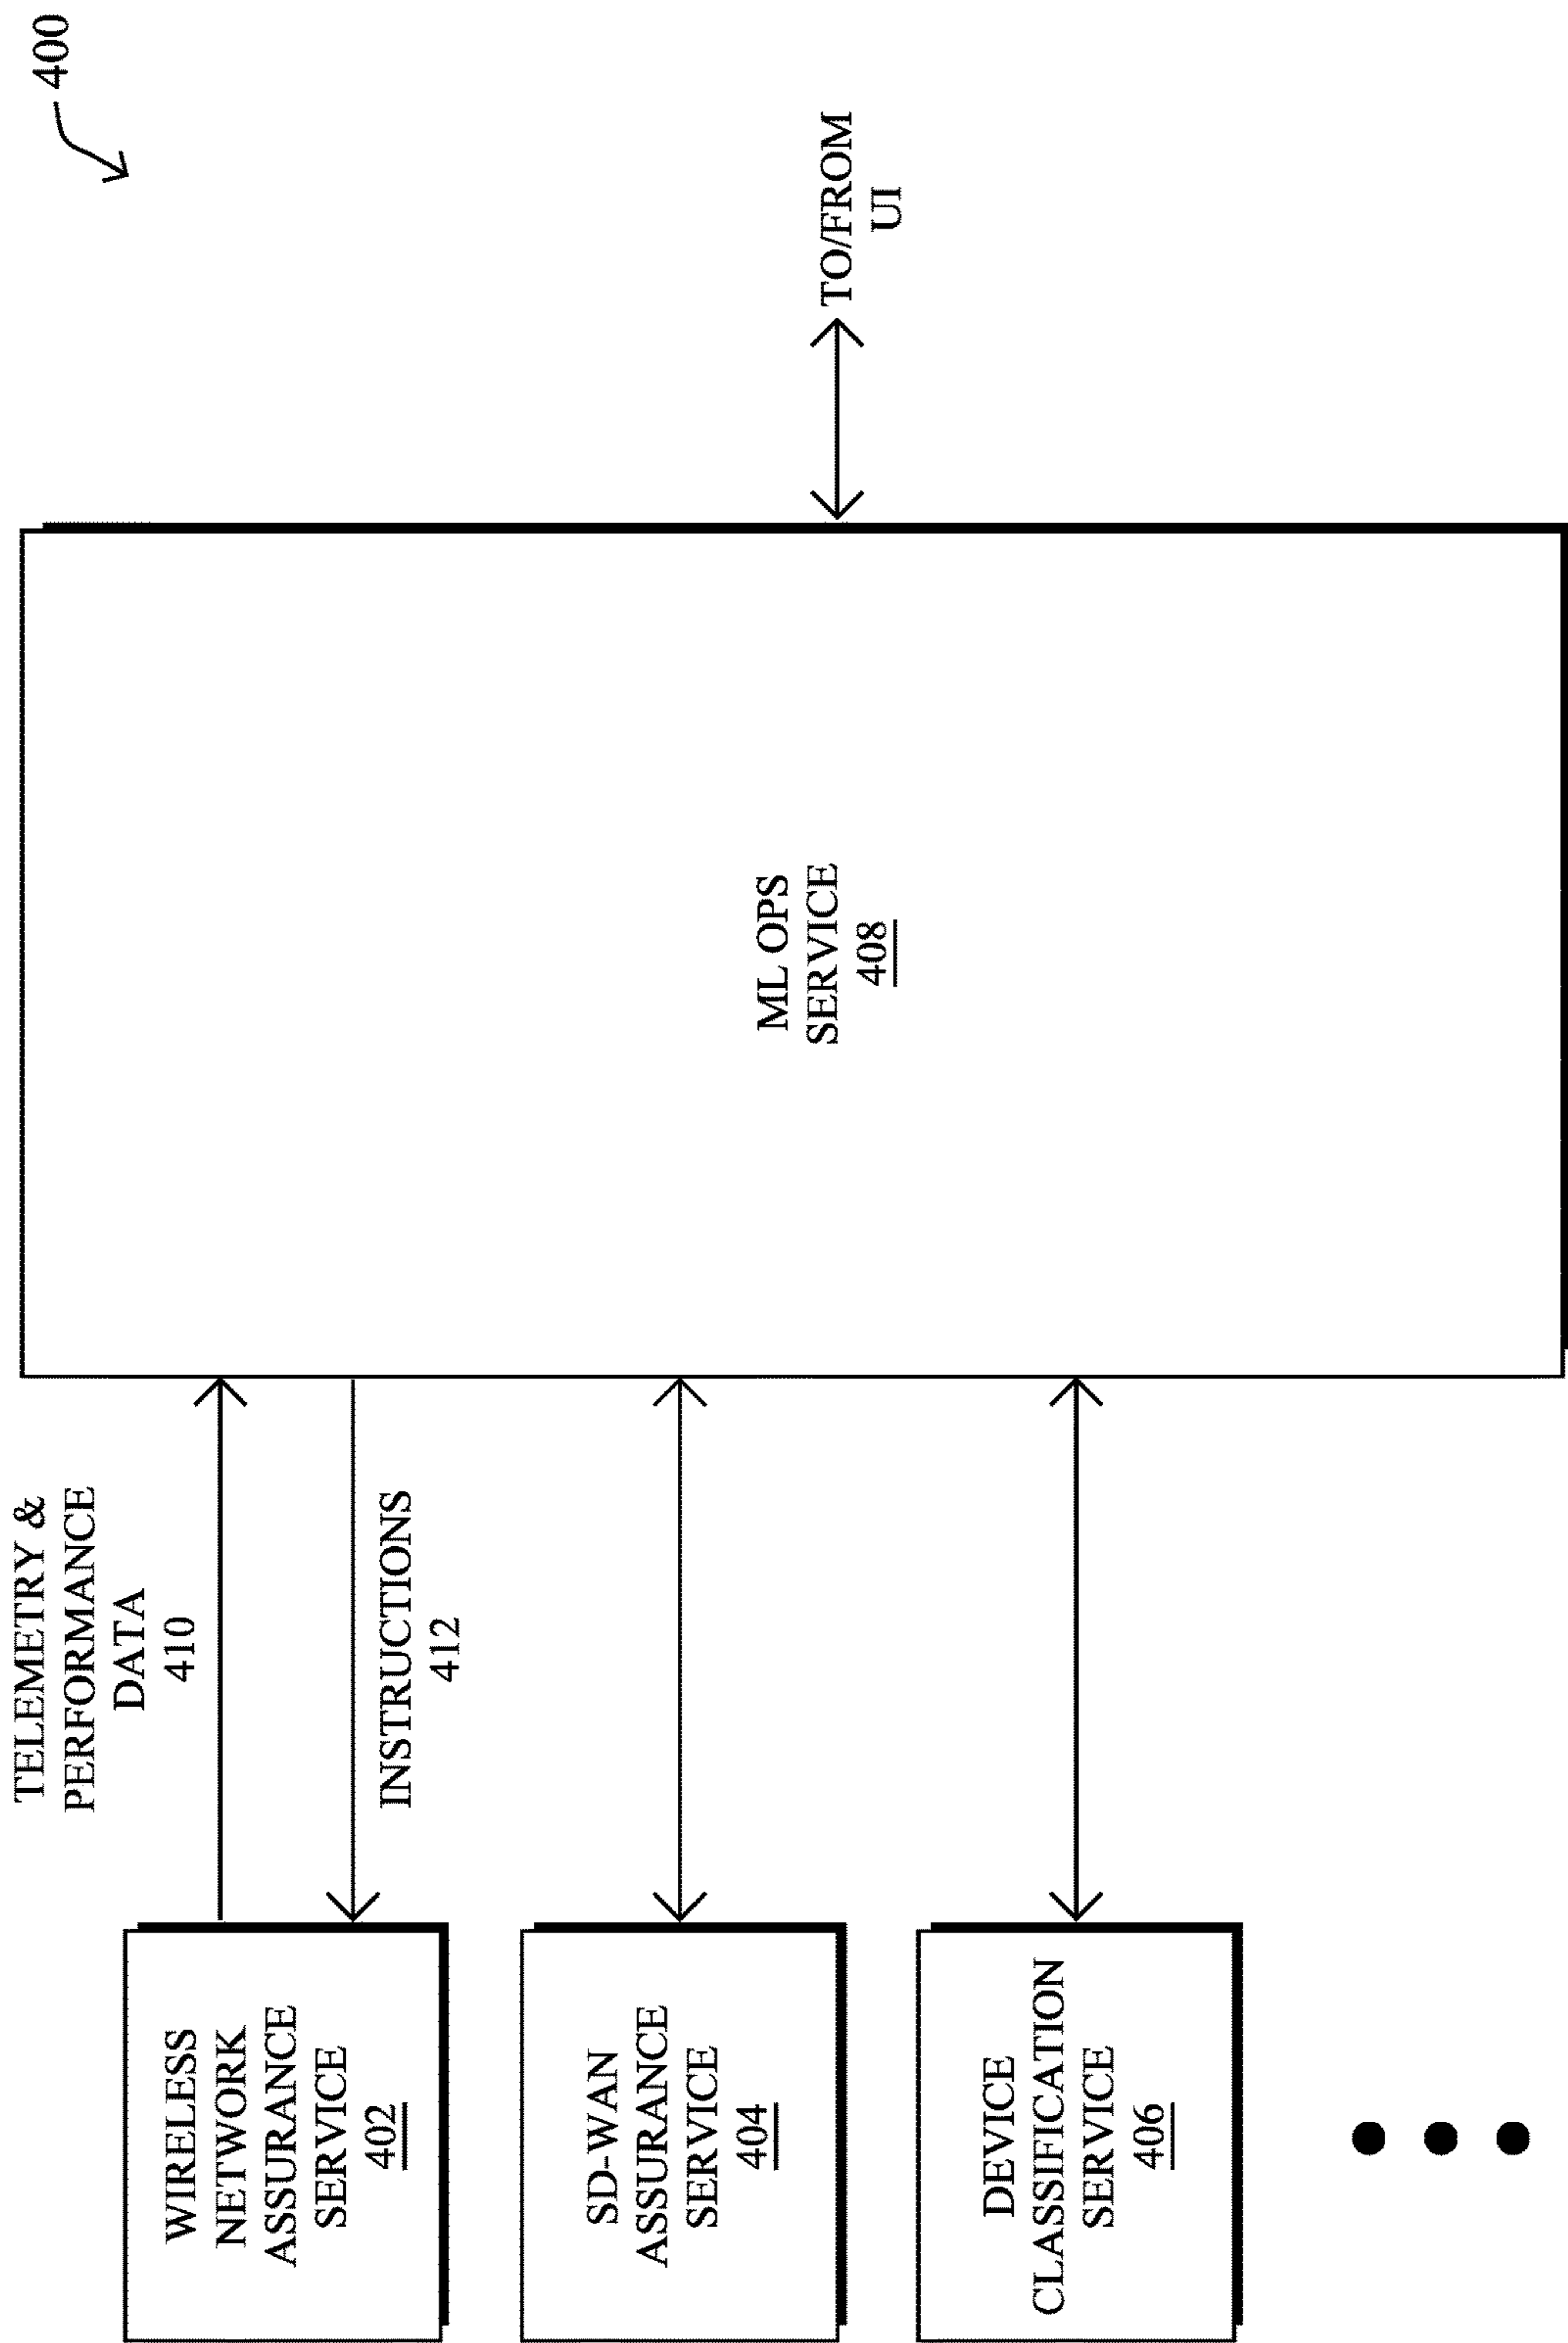 400
TELEMETRY &
PERFORMANCE
DATA
410
INSTRUCTIONS
412
WIRELESS
NETWORK
ASSURANCE
SERVICE
402
SD-WAN
ASSURANCE
SERVICE
404
DEVICE
CLASSIFICATION
SERVICE
406
ML OPS
SERVICE
408
TO/FROM
UI